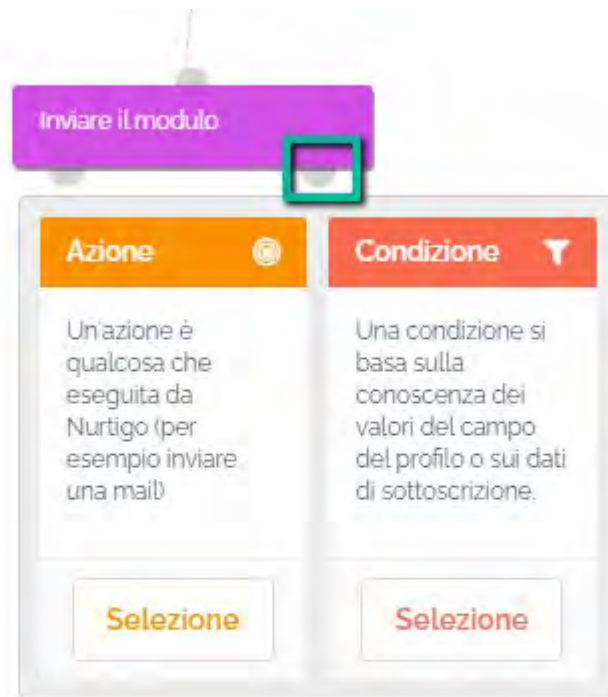 Inviare il modulo
Azione
Condizione
Un'azione è
qualcosa che
eseguita da
Nurtigo (per
esempio inviare
una mail)
Una condizione si
basa sulla
conoscenza dei
valori del campo
del profilo o sui dati
di sottoscrizione.
Selezione
Selezione